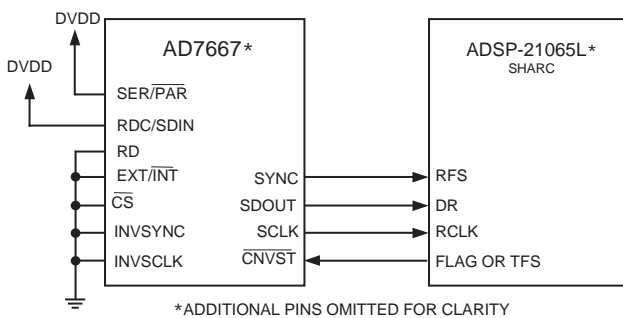 DVDD
DVDD
AD7667*
SER/PAR
RDC/SDIN
RD
EXT/INT
CS
INVSYNC
INVSCLK
SYNC
SDOUT
SCLK
CNVST
ADSP-21065L*
SHARC
RFS
DR
RCLK
FLAG OR TFS
*ADDITIONAL PINS OMITTED FOR CLARITY